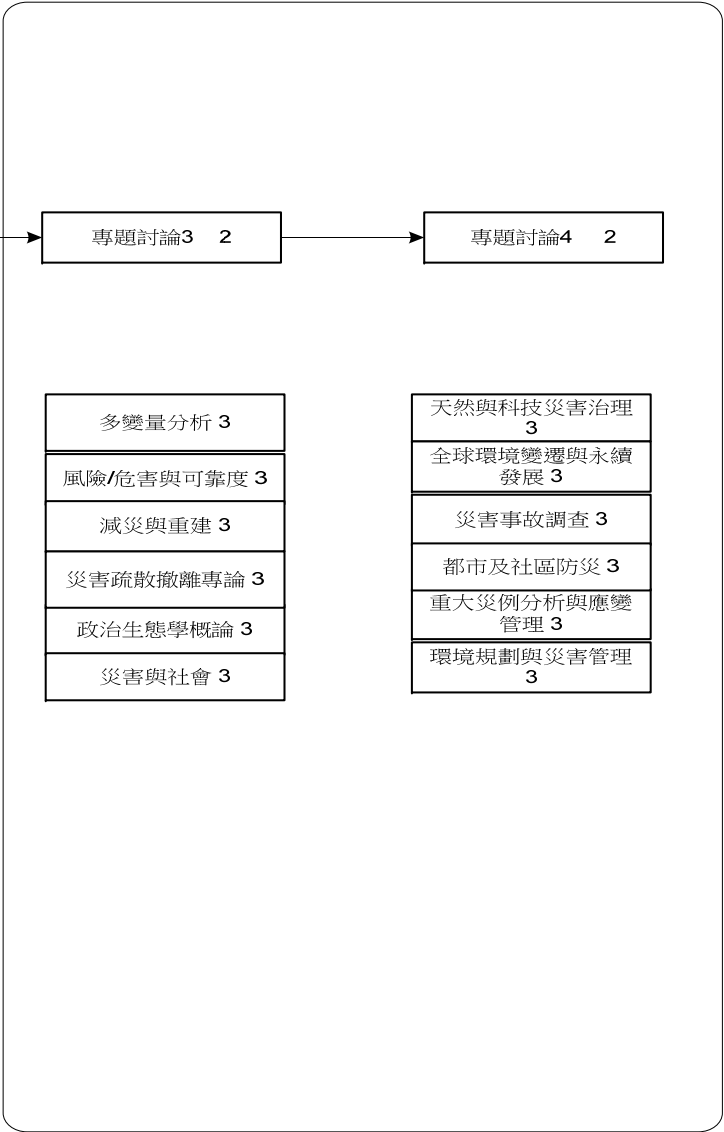 專題討論3 2
專題討論4 2
多變量分析 3
風險/危害與可靠度 3
減災與重建 3
災害疏散撤離專論 3
政治生態學概論 3
災害與社會 3
天然與科技災害治理
3
全球環境變遷與永續
發展 3
災害事故調查 3
都市及社區防災 3
重大災例分析與應變
管理 3
環境規劃與災害管理
3